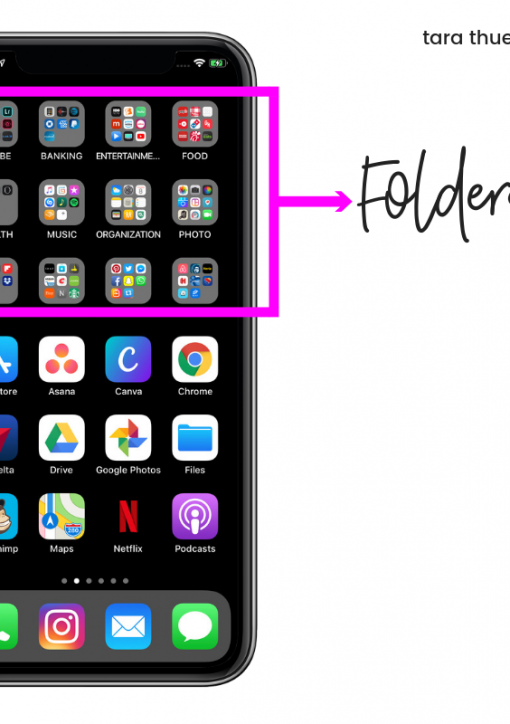 tara thue
BE
BANKING
ENTERTAINME...
FOOD
TH
MUSIC
ORGANIZATION
PHOTO
Folder
tore
Asana
Canva
Chrome
elta
Drive
Google Photos
Files
imp
Maps
Netflix
Podcasts